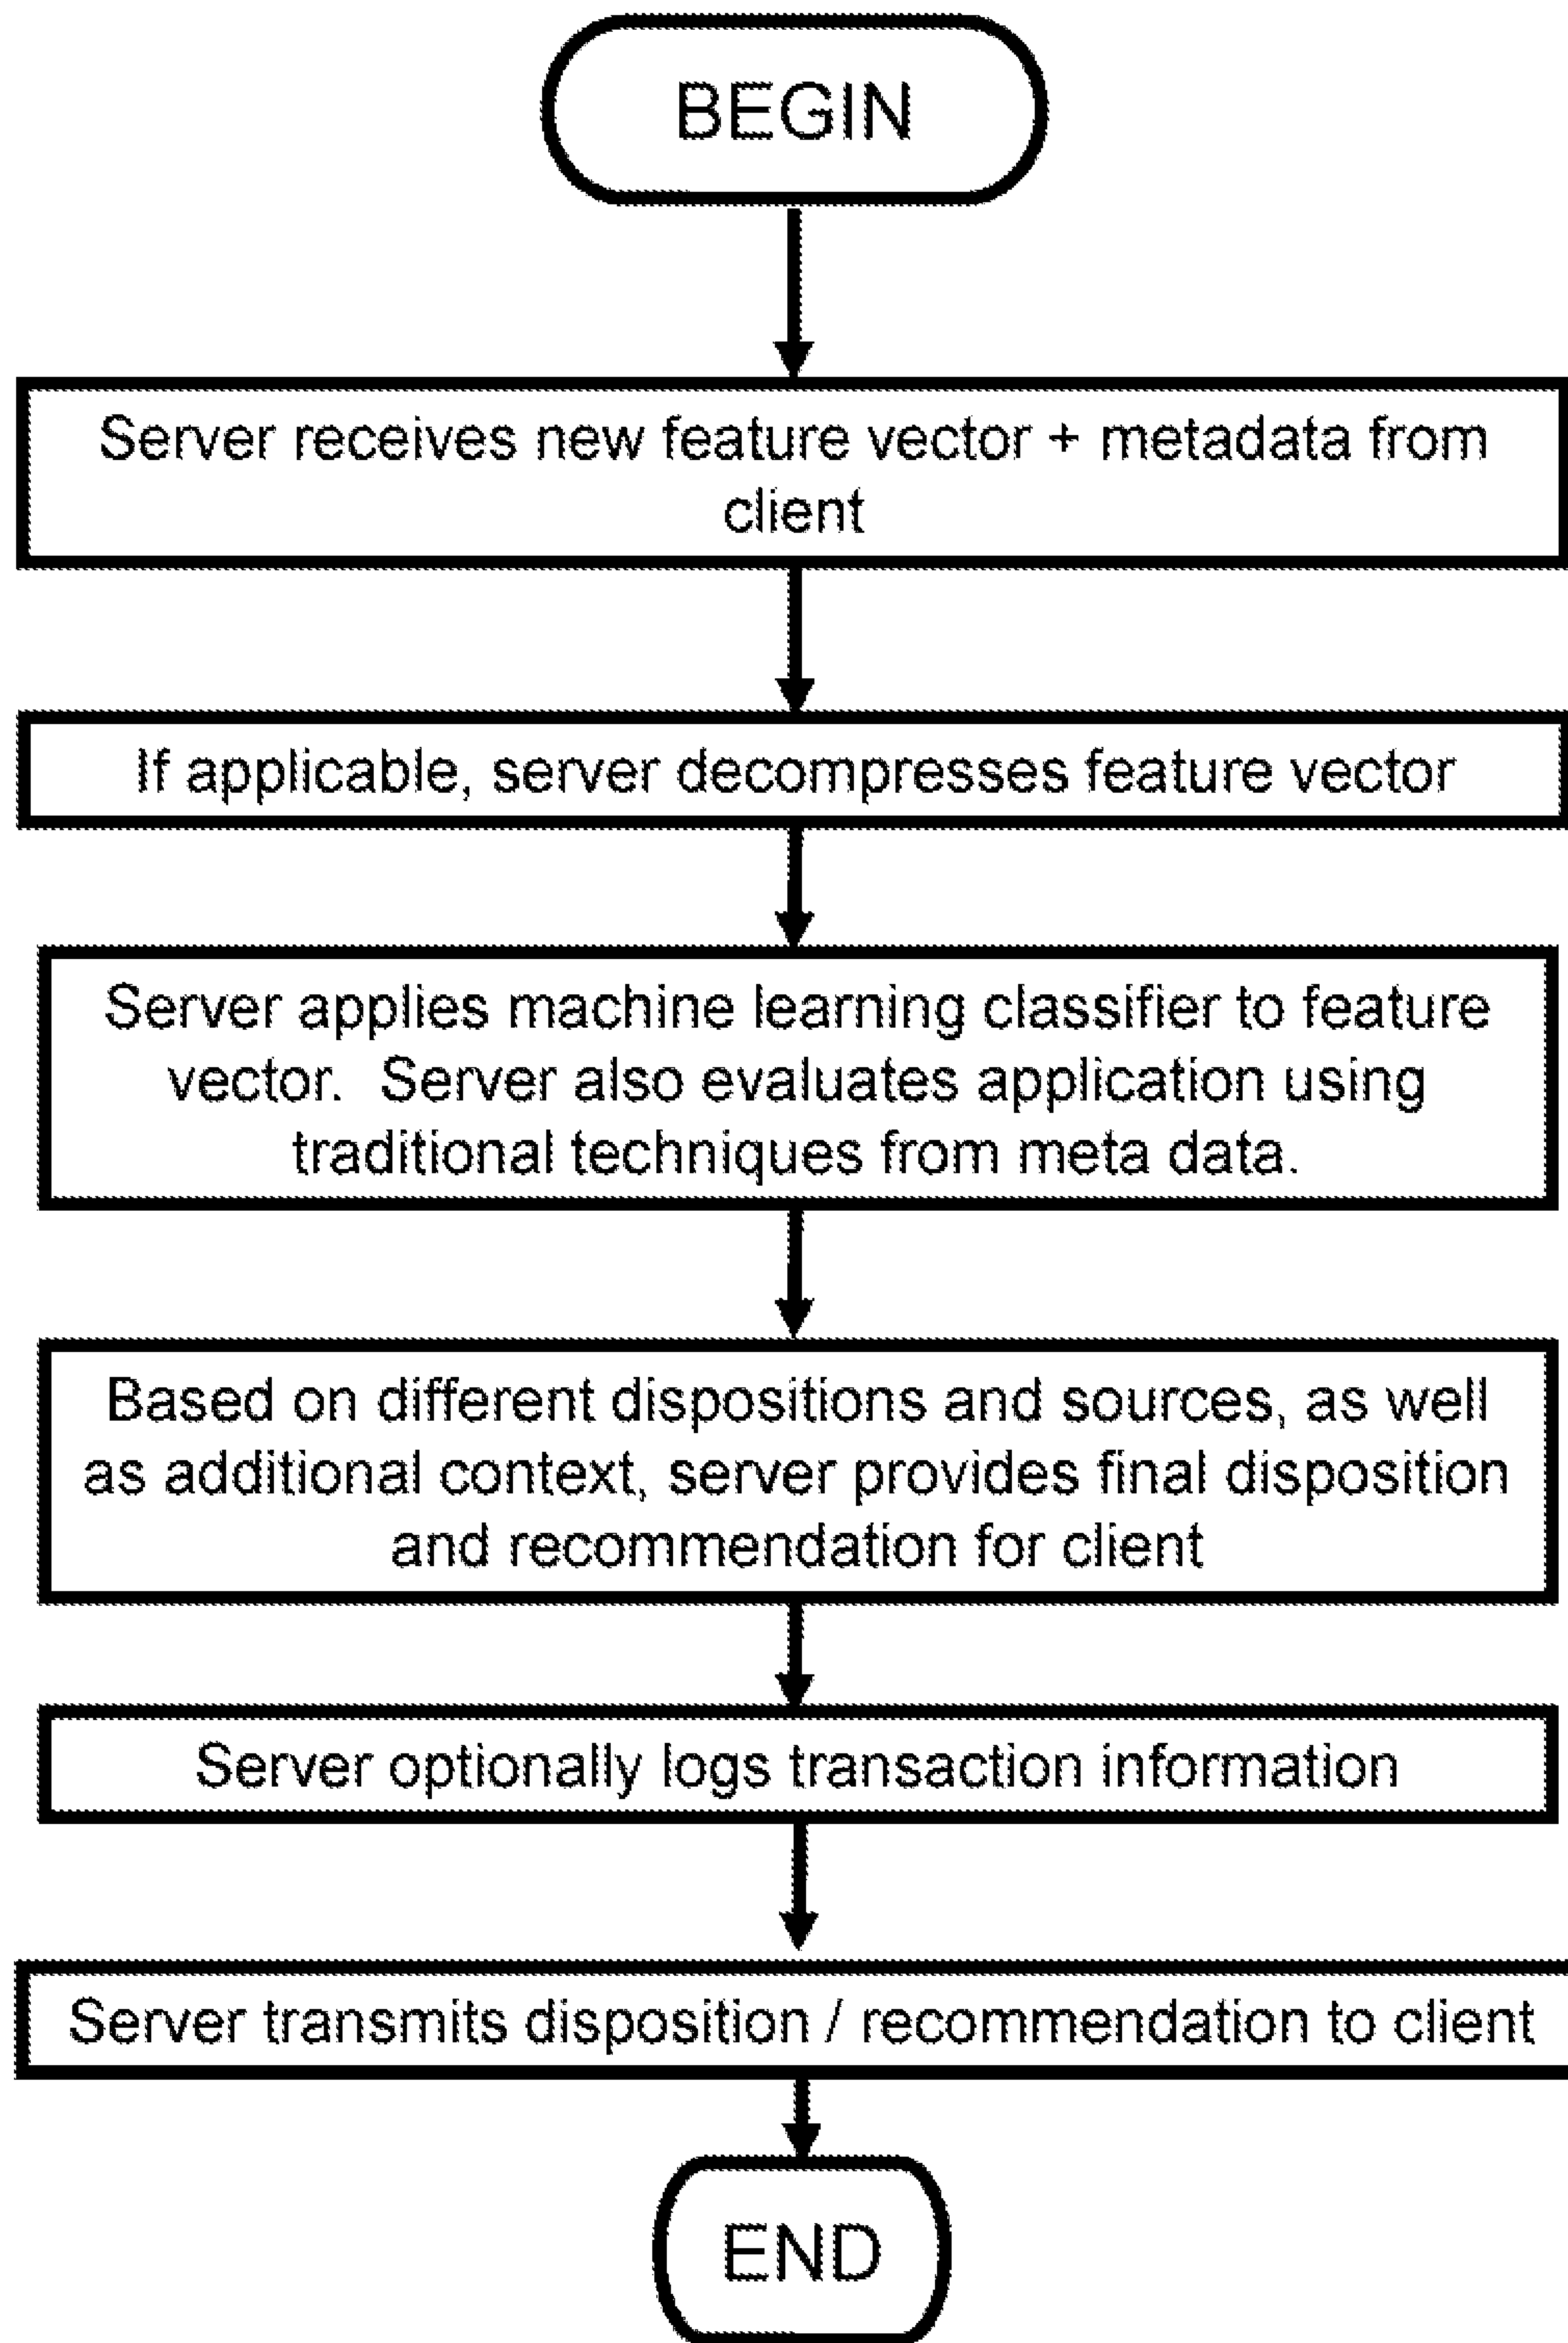 BEGIN
Server receives new feature vector + metadata from
client
If applicable, server decompresses feature vector
Server applies machine learning classifier to feature
vector.  Server also evaluates application using
traditional techniques from meta data.
Based on different dispositions and sources, as well
as additional context, server provides final disposition
and recommendation for client
Server optionally logs transaction information
Server transmits disposition / recommendation to client
END